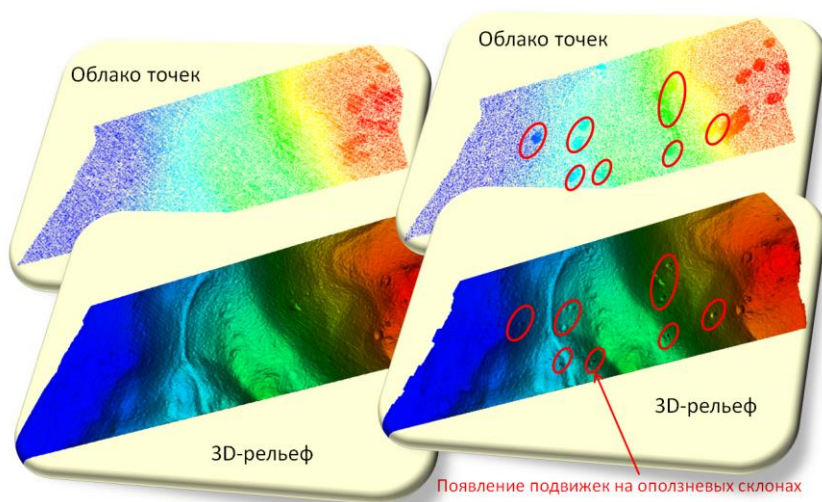 Облако точек
Облако точек
3D-рельеф
3D-рельеф
Появление подвижек на оползневых склонах